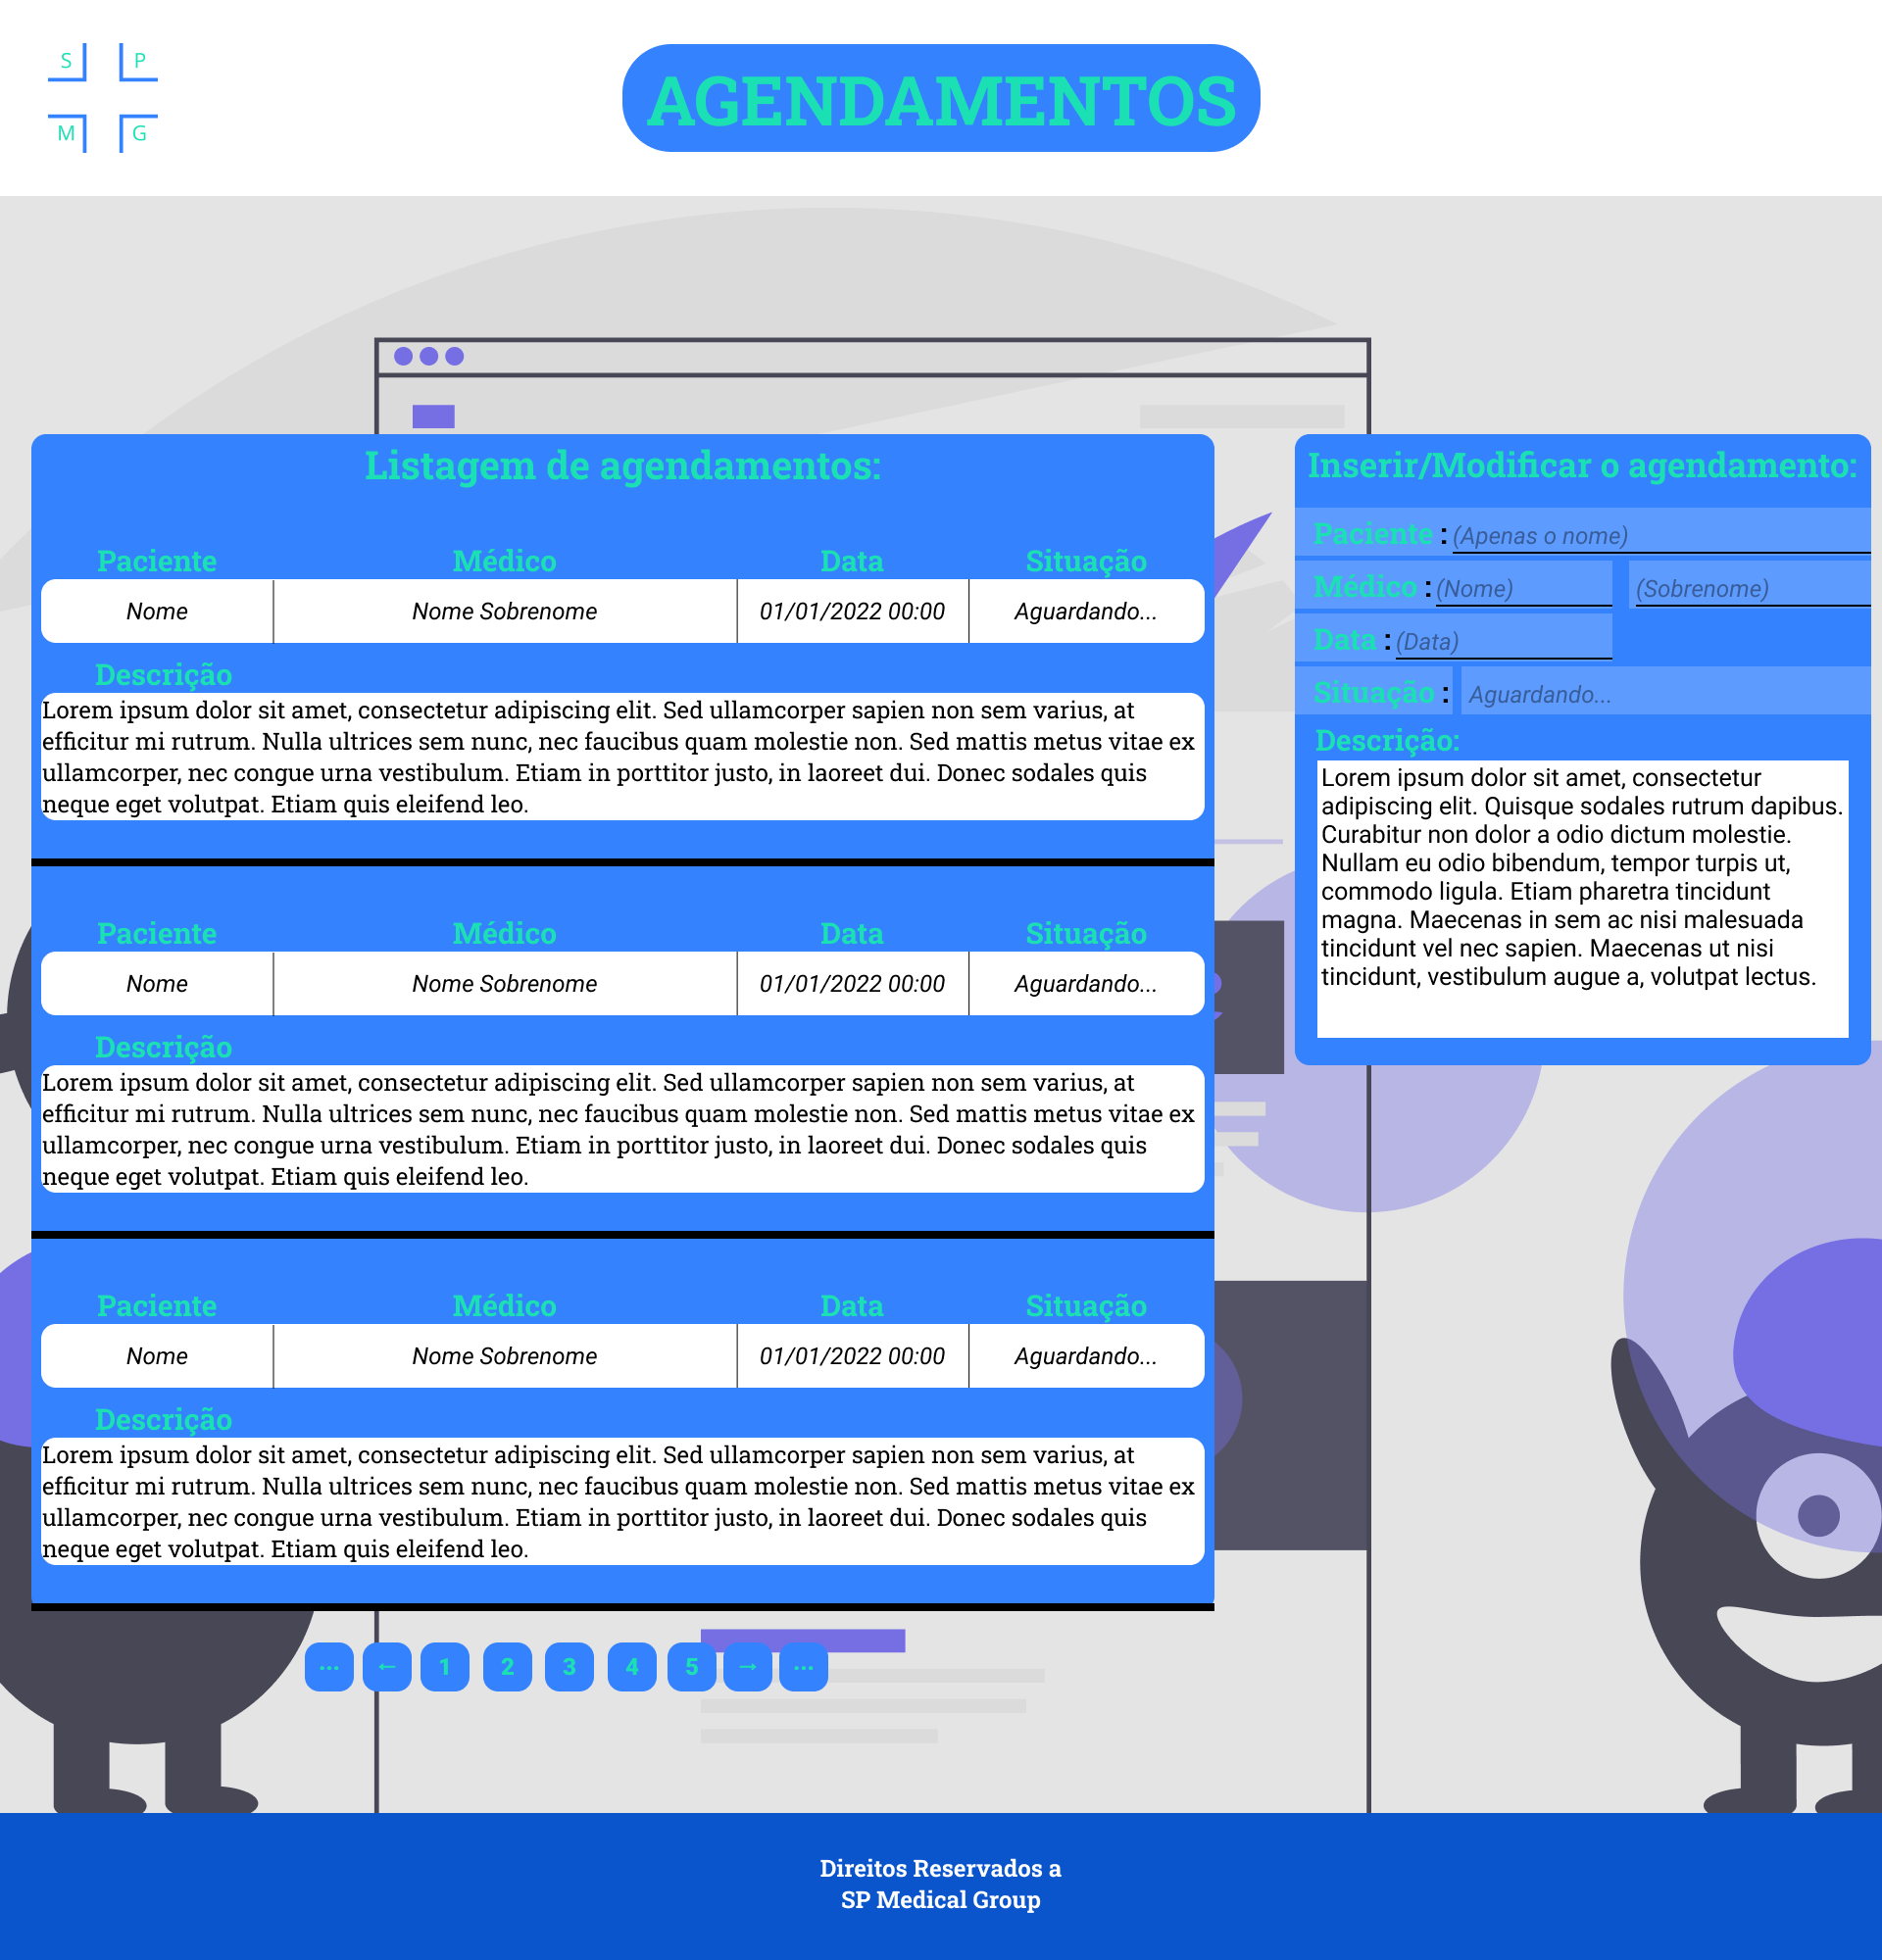 S P
M G
AGENDAMENTOS
Listagem de agendamentos:
Paciente Médico Data Situação
Nome Nome Sobrenome 01/01/2022 00:00 Aguardando...
Descrição
Lorem ipsum dolor sit amet, consectetur adipiscing elit. Sed ullamcorper sapien non sem varius, at
efficitur mi rutrum. Nulla ultrices sem nunc, nec faucibus quam molestie non. Sed mattis metus vitae ex
ullamcorper, nec congue urna vestibulum. Etiam in porttitor justo, in laoreet dui. Donec sodales quis
neque eget volutpat. Etiam quis eleifend leo.
Paciente Médico Data Situação
Nome Nome Sobrenome 01/01/2022 00:00 Aguardando...
Descrição
Lorem ipsum dolor sit amet, consectetur adipiscing elit. Sed ullamcorper sapien non sem varius, at
efficitur mi rutrum. Nulla ultrices sem nunc, nec faucibus quam molestie non. Sed mattis metus vitae ex
ullamcorper, nec congue urna vestibulum. Etiam in porttitor justo, in laoreet dui. Donec sodales quis
neque eget volutpat. Etiam quis eleifend leo.
Paciente Médico Data Situação
Nome Nome Sobrenome 01/01/2022 00:00 Aguardando...
Descrição
Lorem ipsum dolor sit amet, consectetur adipiscing elit. Sed ullamcorper sapien non sem varius, at
efficitur mi rutrum. Nulla ultrices sem nunc, nec faucibus quam molestie non. Sed mattis metus vitae ex
ullamcorper, nec congue urna vestibulum. Etiam in porttitor justo, in laoreet dui. Donec sodales quis
neque eget volutpat. Etiam quis eleifend leo.
... ← 1 2 3 4 5 → ...
Inserir/Modificar o agendamento:
Paciente : (Apenas o nome)
Médico : (Nome) (Sobrenome)
Data : (Data)
Situação : Aguardando...
Descrição:
Lorem ipsum dolor sit amet, consectetur
adipiscing elit. Quisque sodales rutrum dapibus.
Curabitur non dolor a odio dictum molestie.
Nullam eu odio bibendum, tempor turpis ut,
commodo ligula. Etiam pharetra tincidunt
magna. Maecenas in sem ac nisi malesuada
tincidunt vel nec sapien. Maecenas ut nisi
tincidunt, vestibulum augue a, volutpat lectus.
Direitos Reservados a
SP Medical Group